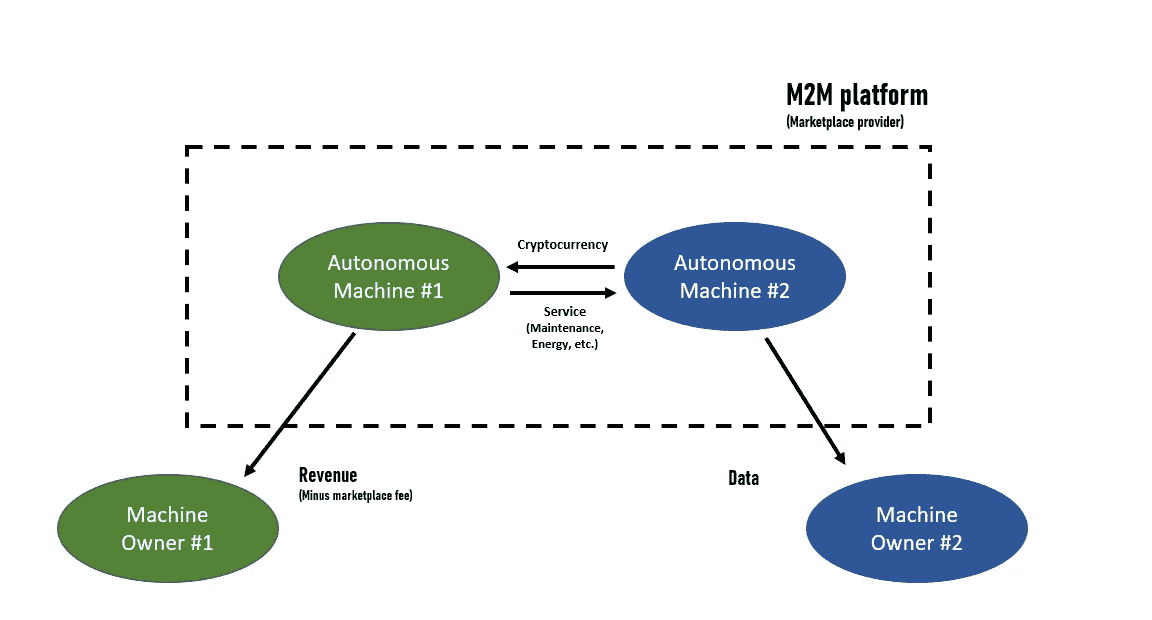 M2M platform
(Marketplace provider)
Autonomous
Machine #1
Cryptocurrency
Service
(Maintenance,
Energy, etc.)
Autonomous
Machine #2
Revenue
(Minus marketplace fee)
Data
Machine
Owner #1
Machine
Owner #2